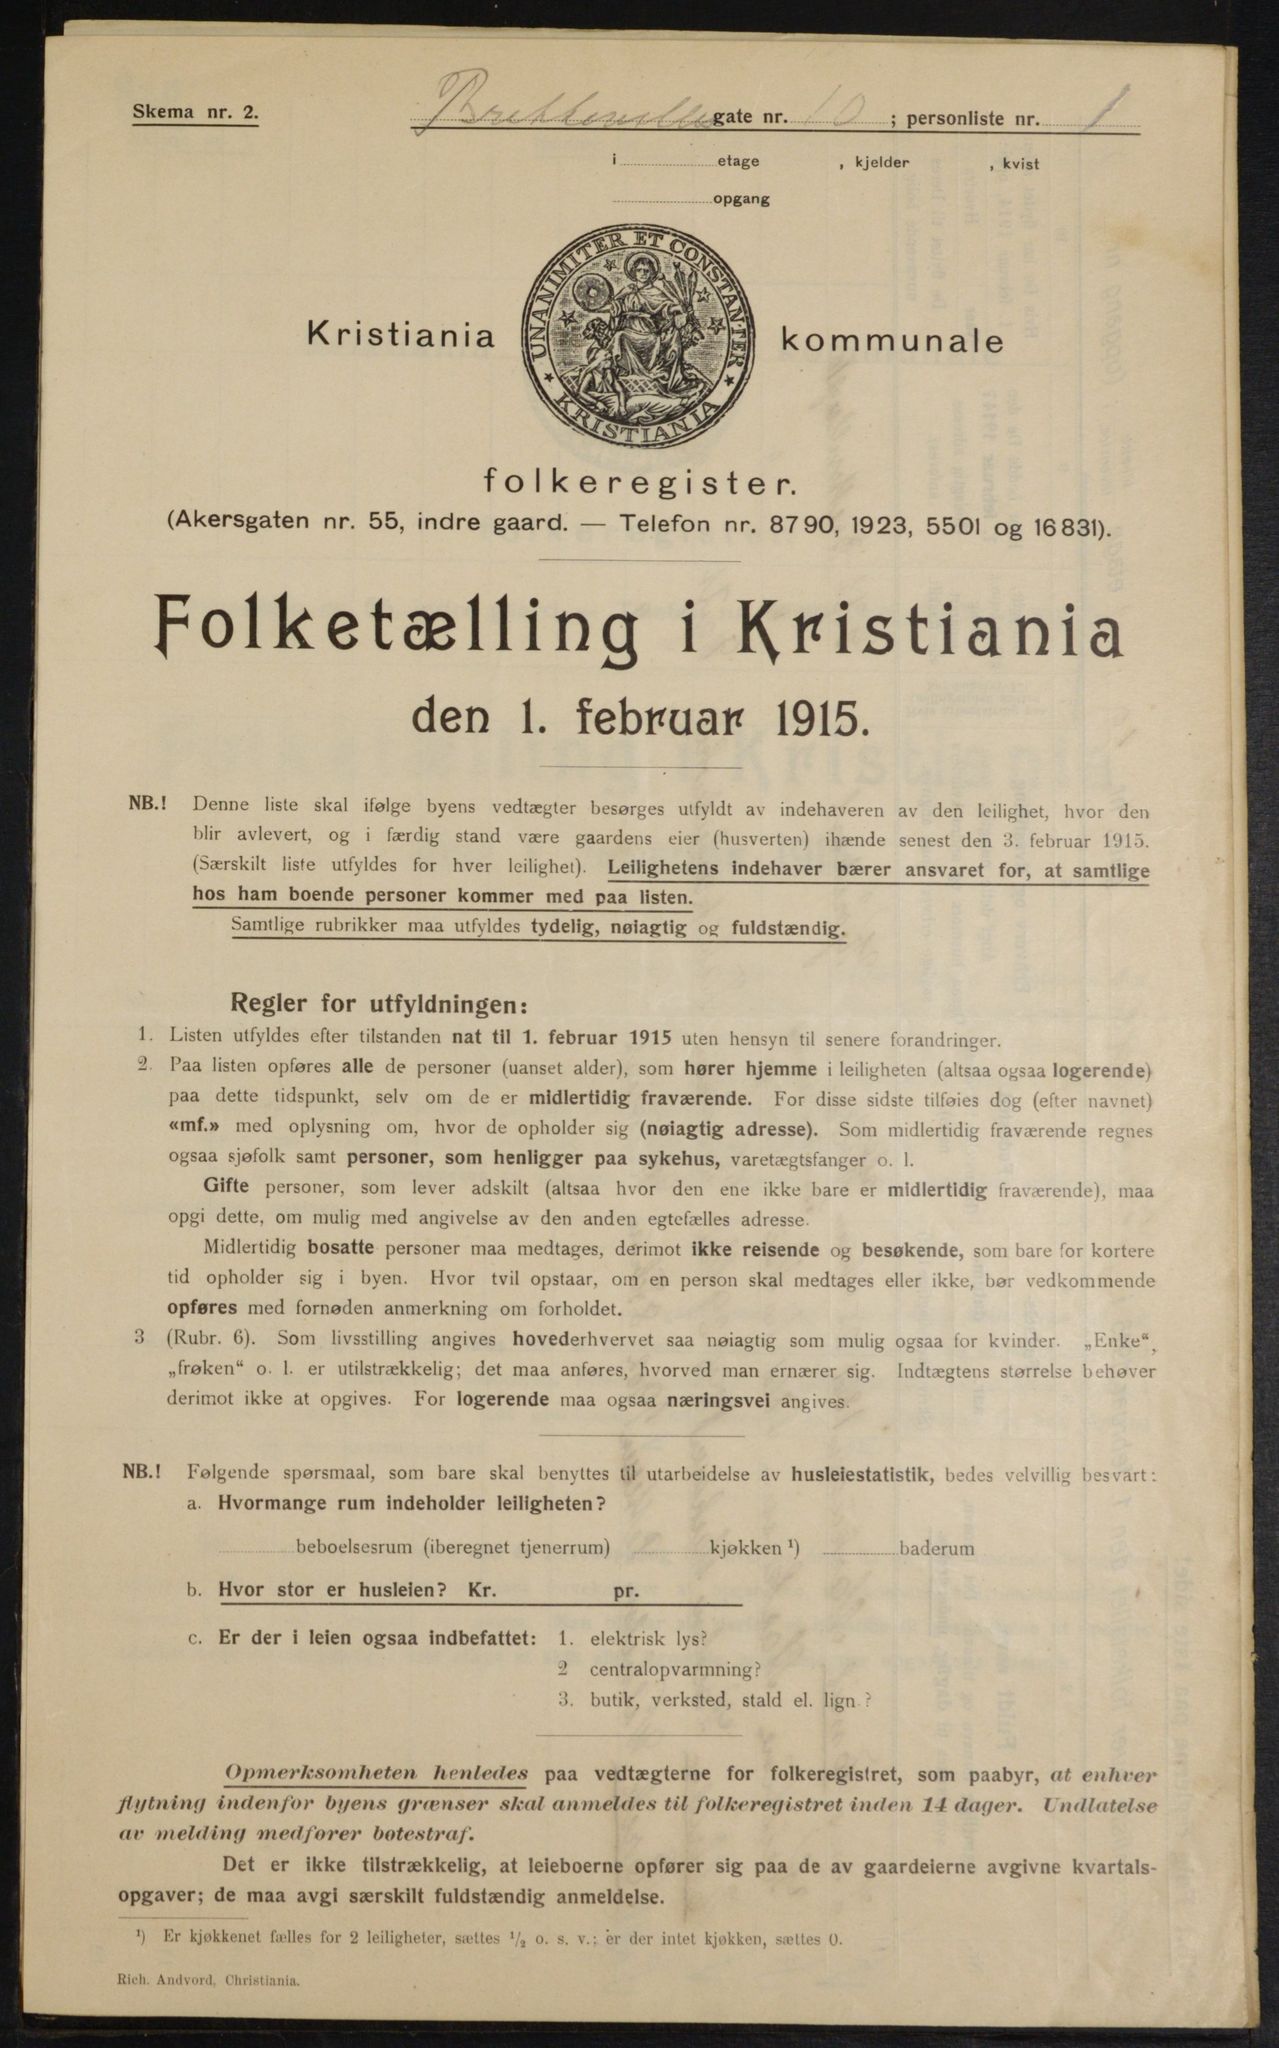 Skema nr. 2.
Brekkeveien gate nr. 10 ; personliste nr. 1
i etage , kjelder , kvist
opgang
UNANIMITER ET CONSTANTER
KRISTIANIA
Kristiania kommunale
folkeregister.
(Akersgaten nr. 55, indre gaard. — Telefon nr. 8790, 1923, 5501 og 16831).
Folketælling i Kristiania
den 1. februar 1915.
NB.! Denne liste skal ifølge byens vedtægter besørges utfyldt av indehaveren av den leilighet, hvor den
blir avlevert, og i færdig stand være gaardens eier (husverten) ihænde senest den 3. februar 1915.
(Særskilt liste utfyldes for hver leilighet). Leilighetens indehaver bærer ansvaret for, at samtlige
hos ham boende personer kommer med paa listen.
Samtlige rubrikker maa utfyldes tydelig, nøiagtig og fuldstændig.
Regler for utfyldningen:
1. Listen utfyldes efter tilstanden nat til 1. februar 1915 uten hensyn til senere forandringer.
2. Paa listen opføres alle de personer (uanset alder), som hører hjemme i leiligheten (altsaa ogsaa logerende)
paa dette tidspunkt, selv om de er midlertidig fraværende. For disse sidste tilføies dog (efter navnet)
«mf.» med oplysning om, hvor de opholder sig (nøiagtig adresse). Som midlertidig fraværende regnes
ogsaa sjøfolk samt personer, som henligger paa sykehus, varetægtsfanger o. l.
Gifte personer, som lever adskilt (altsaa hvor den ene ikke bare er midlertidig fraværende), maa
opgi dette, om mulig med angivelse av den anden egtefælles adresse.
Midlertidig bosatte personer maa medtages, derimot ikke reisende og besøkende, som bare for kortere
tid opholder sig i byen. Hvor tvil opstaar, om en person skal medtages eller ikke, bør vedkommende
opføres med fornøden anmerkning om forholdet.
3 (Rubr. 6). Som livsstilling angives hovederhvervet saa nøiagtig som mulig ogsaa for kvinder. „Enke“,
„frøken“ o. l. er utilstrækkelig; det maa anføres, hvorved man ernærer sig. Indtægtens størrelse behøver
derimot ikke at opgives. For logerende maa ogsaa næringsvei angives.
NB.! Følgende spørsmaal, som bare skal benyttes til utarbeidelse av husleiestatistik, bedes velvillig besvart:
a. Hvormange rum indeholder leiligheten?
beboelsesrum (iberegnet tjenerrum) kjøkken ¹) baderum
b. Hvor stor er husleien? Kr. pr.
c. Er der i leien ogsaa indbefattet: 1. elektrisk lys?
2 centralopvarmning?
3. butik, verksted, stald el. lign.?
Opmerksomheten henledes paa vedtægterne for folkeregistret, som paabyr, at enhver
flytning indenfor byens grænser skal anmeldes til folkeregistret inden 14 dager. Undlatelse
av melding medfører botestraf.
Det er ikke tilstrækkelig, at leieboerne opfører sig paa de av gaardeierne avgivne kvartals-
opgaver; de maa avgi særskilt fuldstændig anmeldelse.
¹) Er kjøkkenet fælles for 2 leiligheter, sættes ½ o. s. v.; er der intet kjøkken, sættes 0.
Rich. Andvord, Christiania.